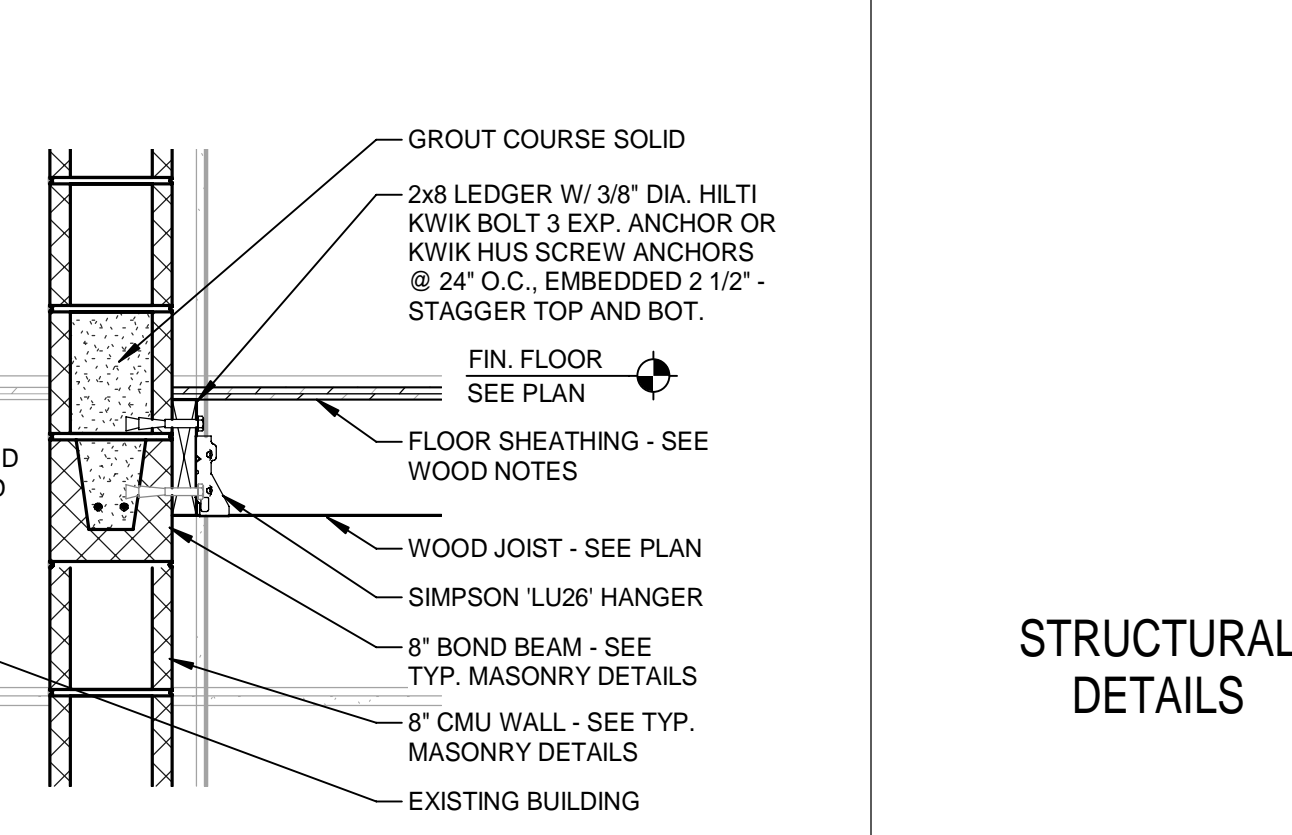 GROUT COURSE SOLID
2x8 LEDGER W/ 3/8" DIA. HILTI
KWIK BOLT 3 EXP. ANCHOR OR
KWIK HUS SCREW ANCHORS
@ 24" O.C., EMBEDDED 2 1/2" -
STAGGER TOP AND BOT.
FIN. FLOOR
SEE PLAN
FLOOR SHEATHING - SEE
WOOD NOTES
D
WOOD JOIST - SEE PLAN
SIMPSON 'LU26' HANGER
8" BOND BEAM - SEE
TYP. MASONRY DETAILS
8" CMU WALL - SEE TYP.
MASONRY DETAILS
EXISTING BUILDING
STRUCTURAL
DETAILS